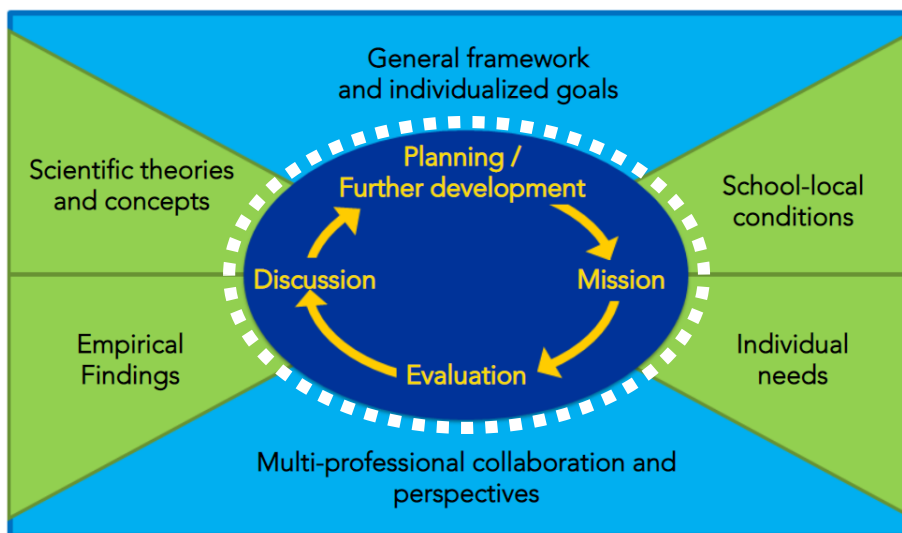 General framework
and individualized goals
Scientific theories
and concepts
Planning /
Further development
School-local
conditions
Discussion
Mission
Empirical
Findings
Evaluation
Individual
needs
Multi-professional collaboration and
perspectives